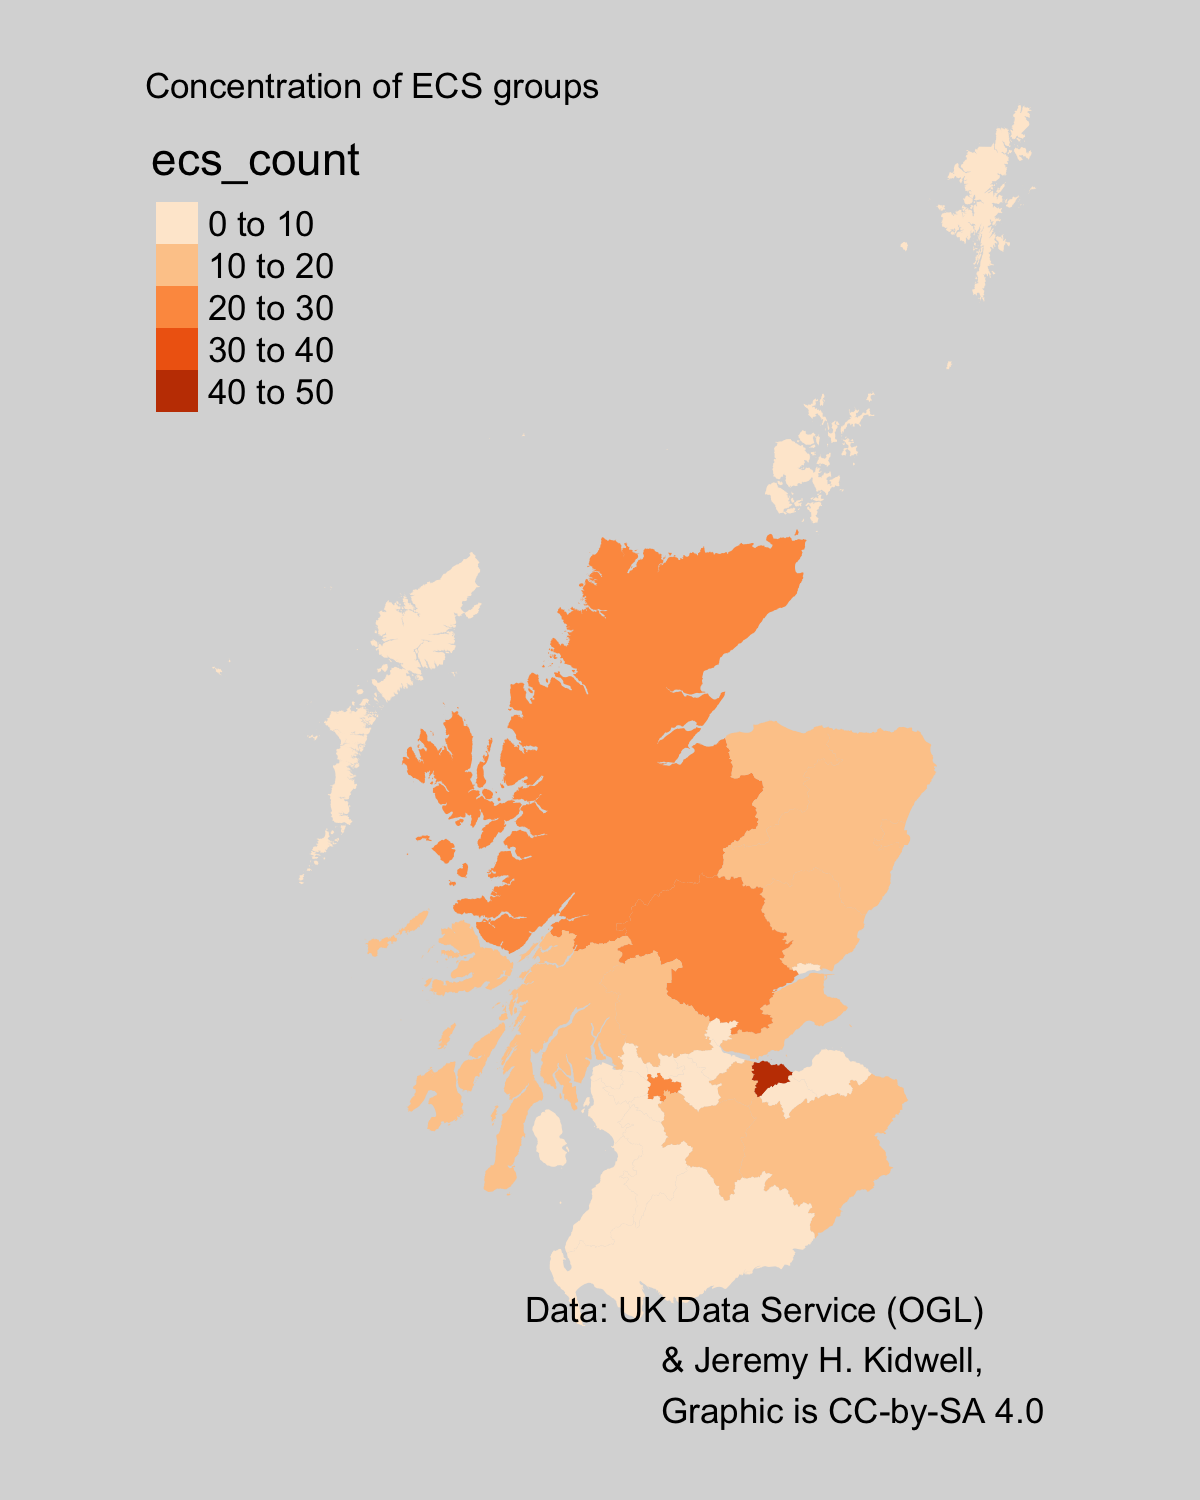 Concentration of ECS groups
ecs_count
0 to 10
10 to 20
20 to 30
30 to 40
40 to 50
Data: UK Data Service (OGL)
& Jeremy H. Kidwell,
Graphic is CC-by-SA 4.0